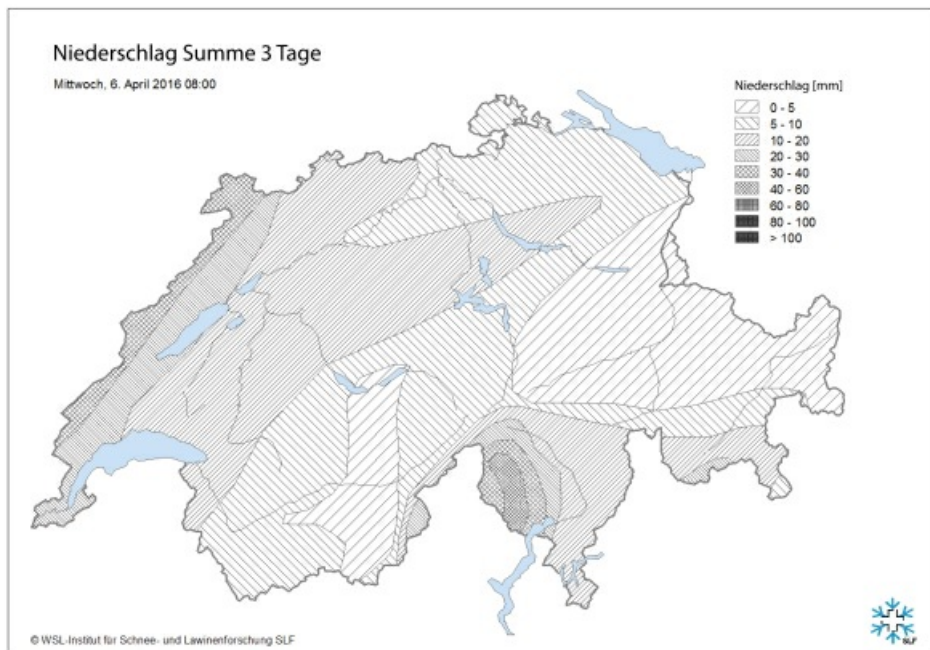 Niederschlag Summe 3 Tage
Mittwoch, 6. April 2016 08:00
Niederschlag [mm]
0 - 5
5 - 10
10 - 20
20 - 30
30 - 40
40 - 60
60 - 80
80 - 100
> 100
© WSL-Institut für Schnee- und Lawinenforschung SLF
SLF